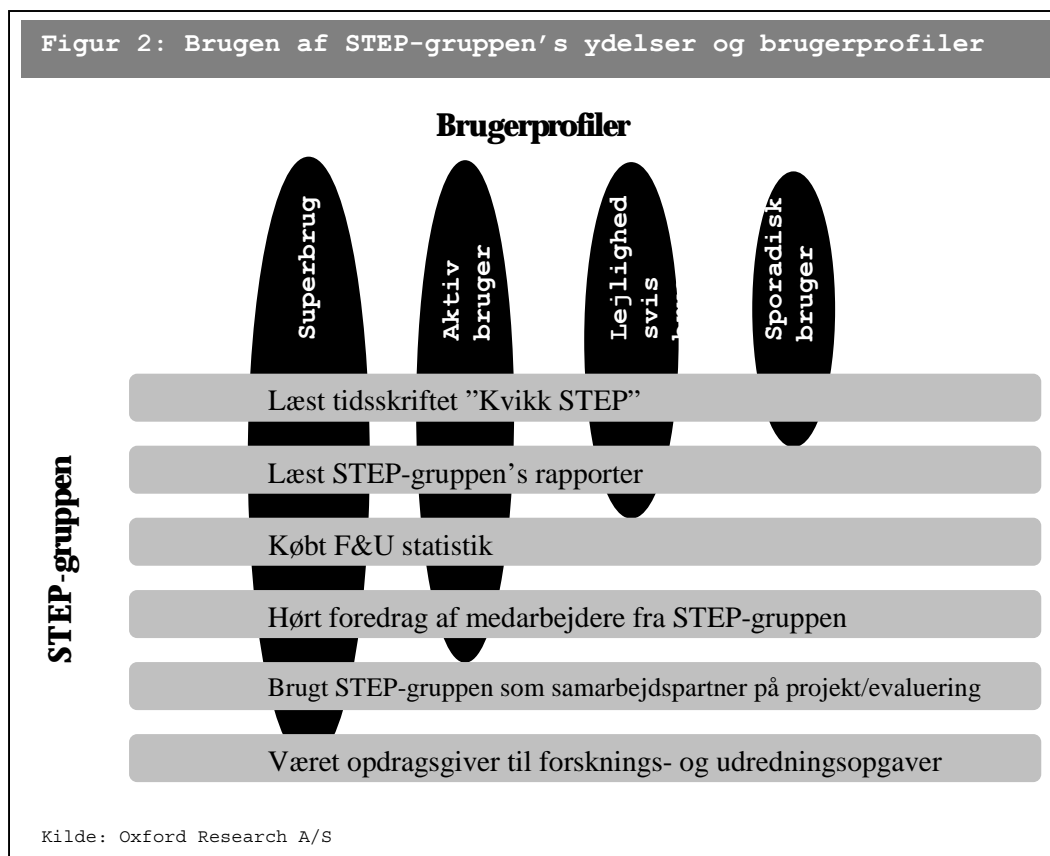 Figur 2: Brugen af STEP-gruppen's ydelser og brugerprofiler
Brugerprofiler
Superbrug
Aktiv
bruger
Lejlighed
svis
Sporadisk
bruger
STEP-gruppen
Læst tidsskriftet ”Kvikk STEP”
Læst STEP-gruppen’s rapporter
Købt F&U statistik
Hørt foredrag af medarbejdere fra STEP-gruppen
Brugt STEP-gruppen som samarbejdspartner på projekt/evaluering
Været opdragsgiver til forsknings- og udredningsopgaver
Kilde: Oxford Research A/S